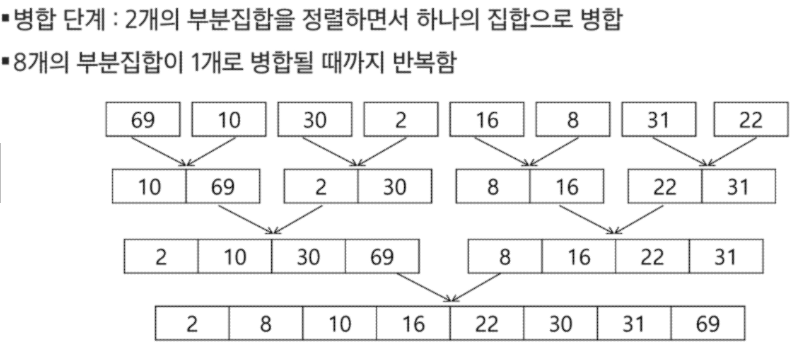 ▪병합 단계 : 2개의 부분집합을 정렬하면서 하나의 집합으로 병합
▪8개의 부분집합이 1개로 병합될 때까지 반복함
69 10 30 2 16 8 31 22
10 69 2 30 8 16 22 31
2 10 30 69 8 16 22 31
2 8 10 16 22 30 31 69